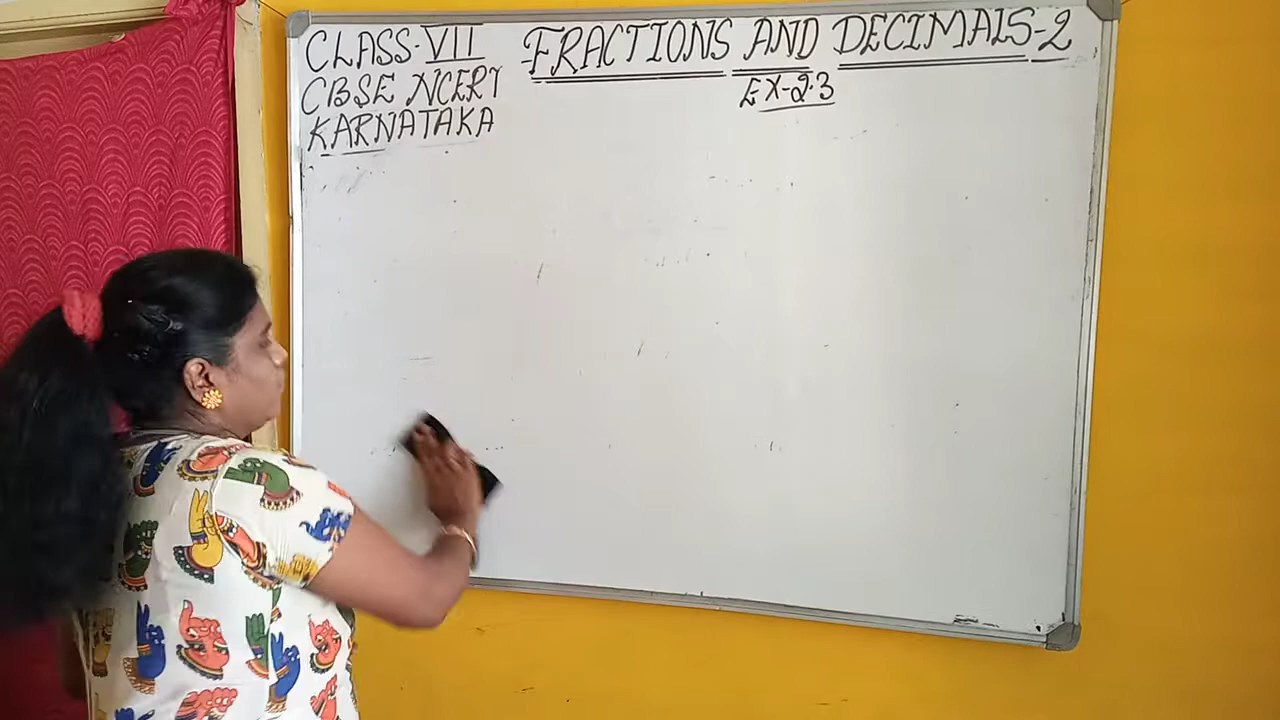 CLASS-VII
CBSE NCERT
KARNATAKA
FRACTIONS AND DECIMALS-2
EX-2.3